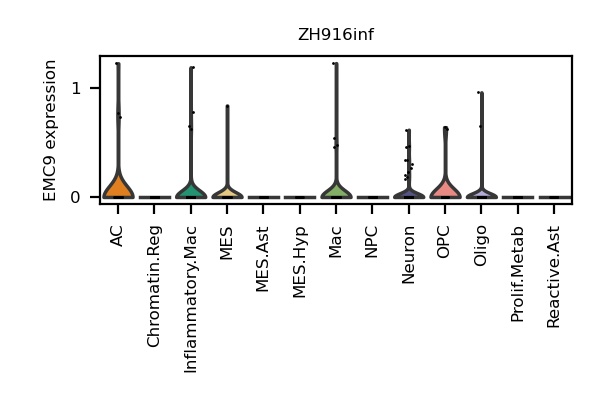 ZH916inf
EMC9 expression
1
0
AC
Chromatin.Reg
Inflammatory.Mac
MES
MES.Ast
MES.Hyp
Mac
NPC
Neuron
OPC
Oligo
Prolif.Metab
Reactive.Ast